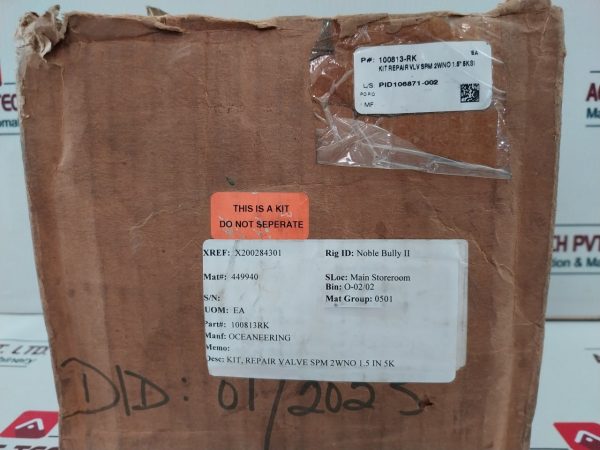 P#: 100813-RK EA
KIT REPAIR VLV SPM 2WNO 1.5" 5KSI
L/S PID106871-002
MF
THIS IS A KIT
DO NOT SEPERATE
XREF: X200284301 Rig ID: Noble Bully II
Mat#: 449940 SLoc: Main Storeroom
Bin: O-02/02
S/N: Mat Group: 0501
UOM: EA
Part#: 100813RK
Manf: OCEANEERING
Memo:
Desc: KIT, REPAIR VALVE SPM 2WNO 1.5 IN 5K
D/D: 01/2025